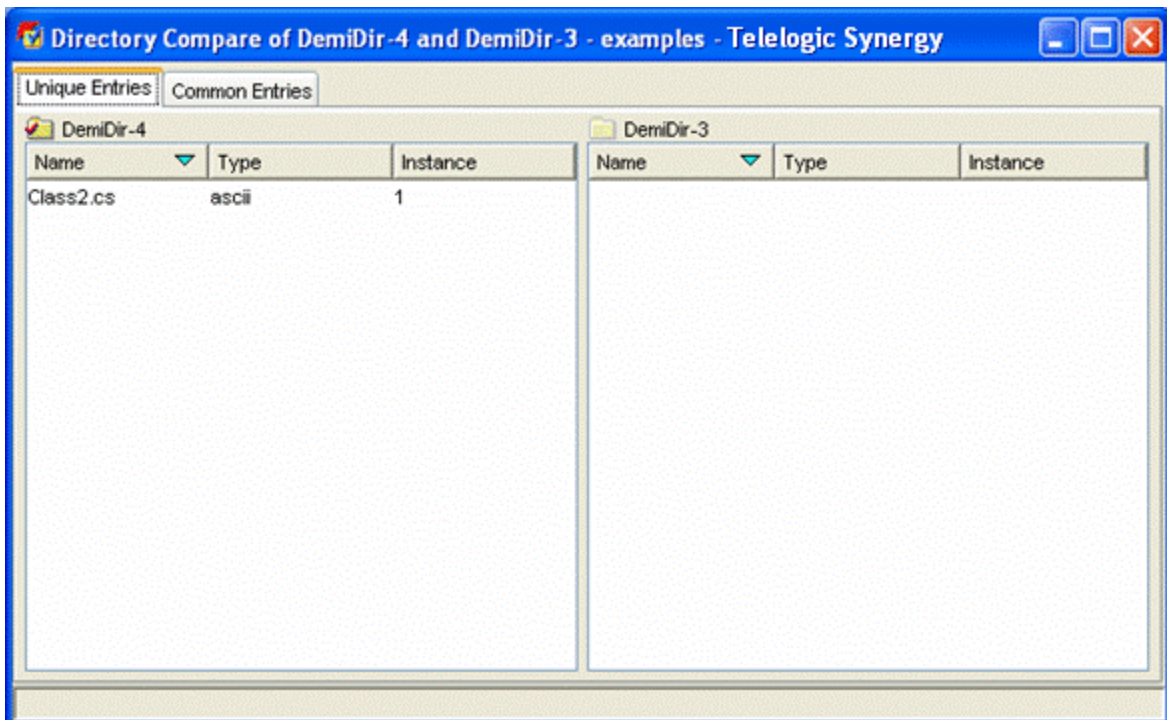 Directory Compare of DemiDir-4 and DemiDir-3 - examples - Telelogic Synergy
Unique Entries Common Entries
DemiDir-4 DemiDir-3
Name Type Instance Name Type Instance
Class2.cs ascii 1